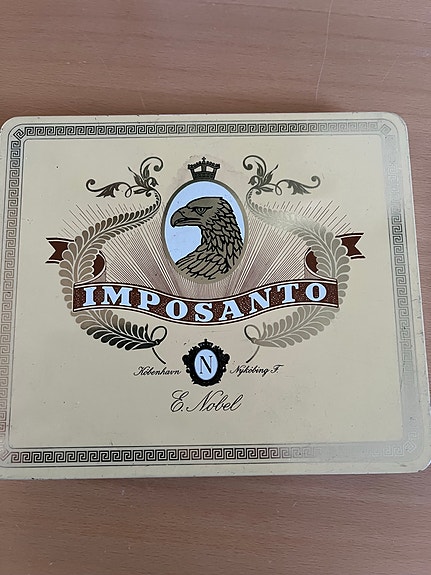 IMPOSANTO
København N Nykøbing F.
E. Nobel